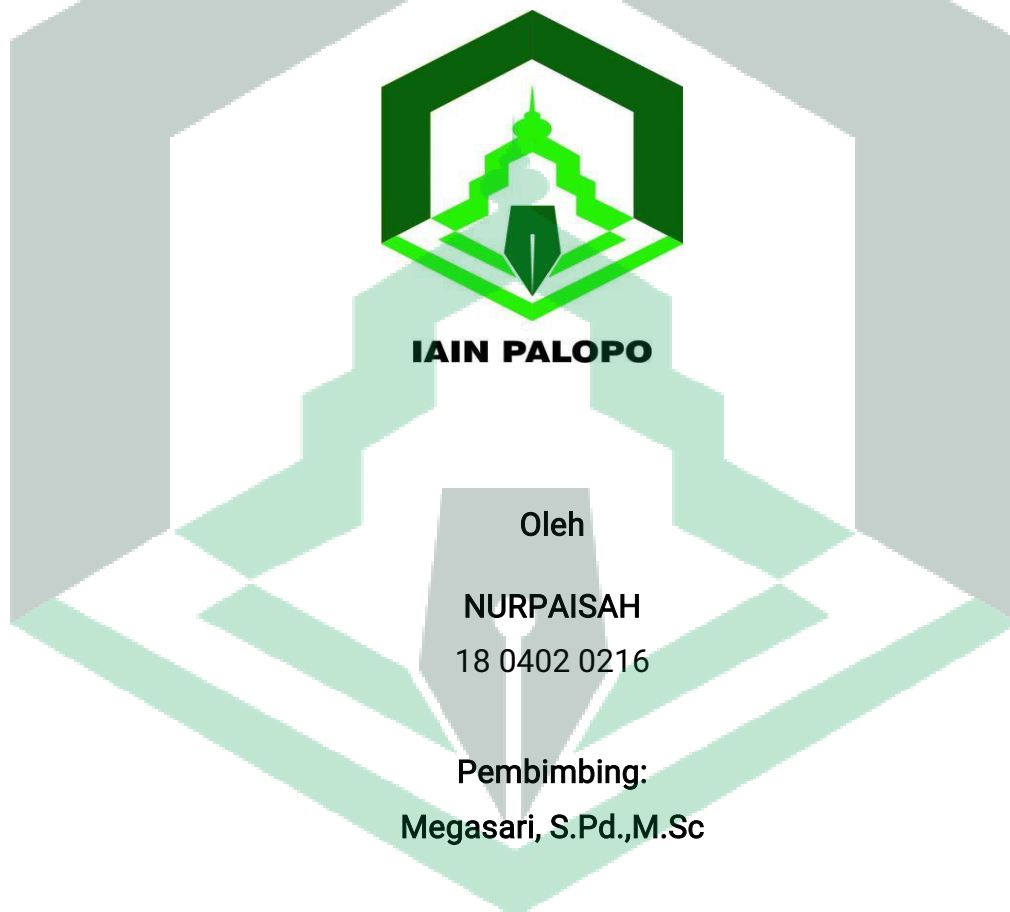 IAIN PALOPO
Oleh
NURPAISAH
18 0402 0216
Pembimbing:
Megasari, S.Pd.,M.Sc